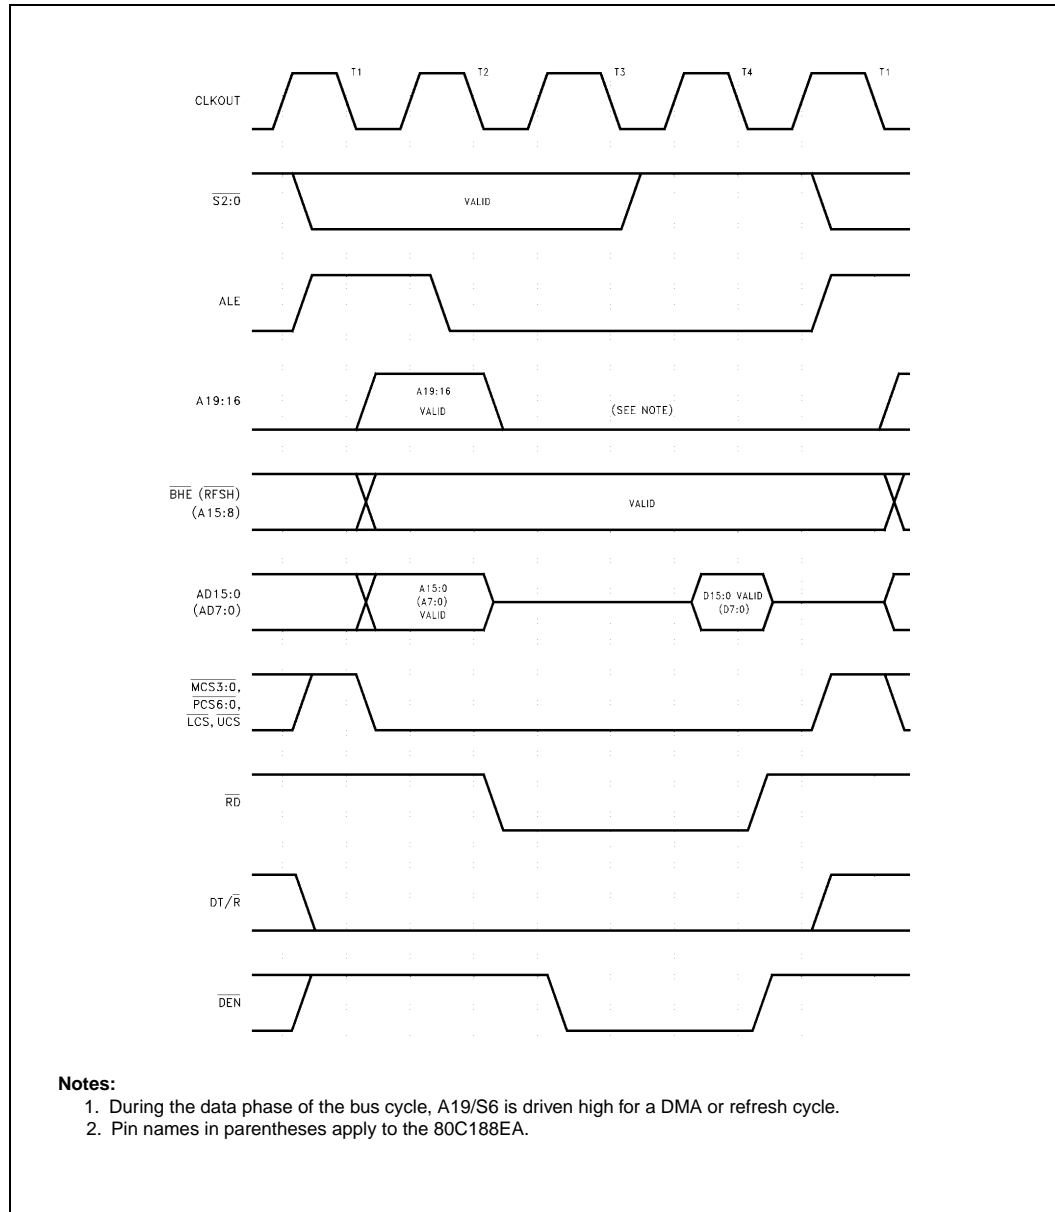 T1 T2 T3 T4 T1
CLKOUT
S2:0
VALID
ALE
A19:16
A19:16
VALID
(SEE NOTE)
BHE (RFSH)
(A15:8)
VALID
AD15:0
(AD7:0)
A15:0
(A7:0)
VALID
D15:0 VALID
(D7:0)
MCS3:0,
PCS6:0,
LCS, UCS
RD
DT/R
DEN
Notes:
1. During the data phase of the bus cycle, A19/S6 is driven high for a DMA or refresh cycle.
2. Pin names in parentheses apply to the 80C188EA.